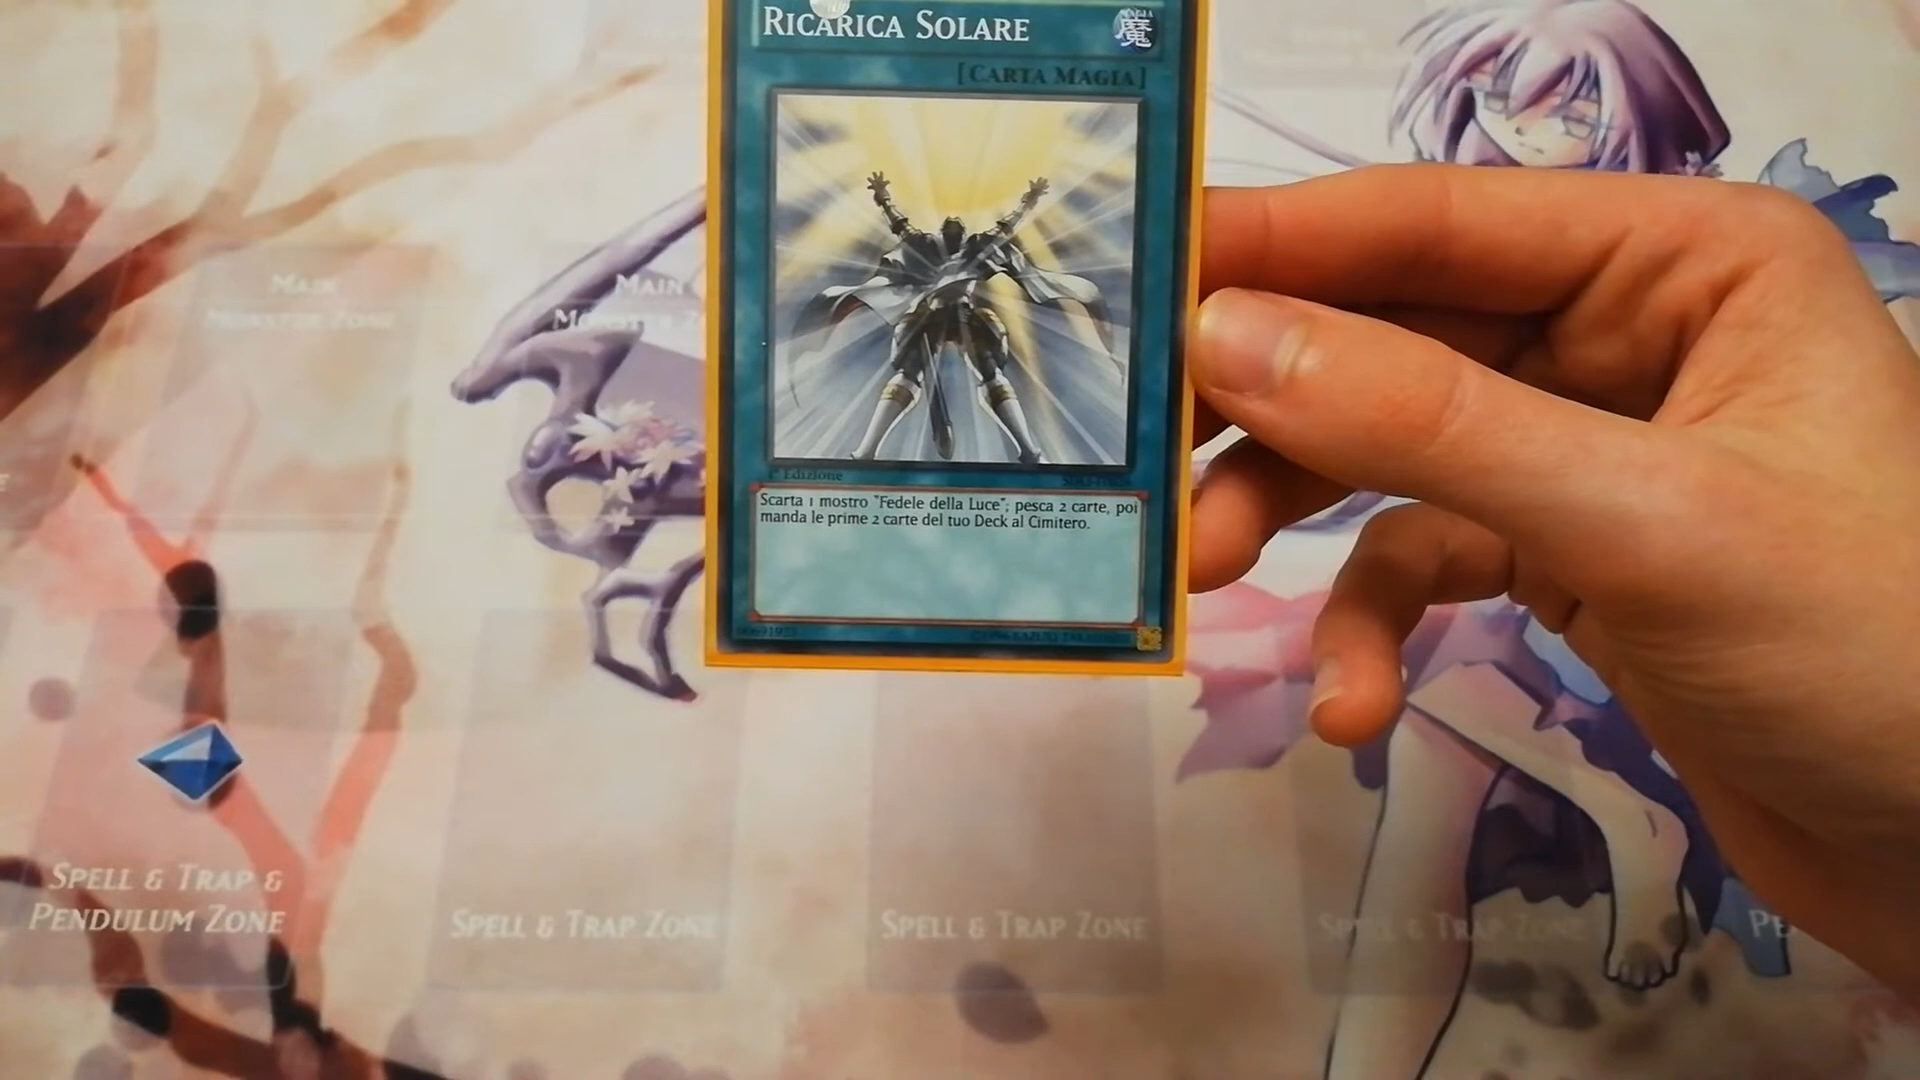 RICARICA SOLARE
MAGIA
魔
[CARTA MAGIA]
1ª Edizione
Scarta 1 mostro "Fedele della Luce"; pesca 2 carte, poi
manda le prime 2 carte del tuo Deck al Cimitero.
MAIN
MONSTER ZONE
MAIN
MONSTER Z
SPELL & TRAP &
PENDULUM ZONE
SPELL & TRAP ZONE
SPELL & TRAP ZONE
SPELL & TRAP ZONE
PE